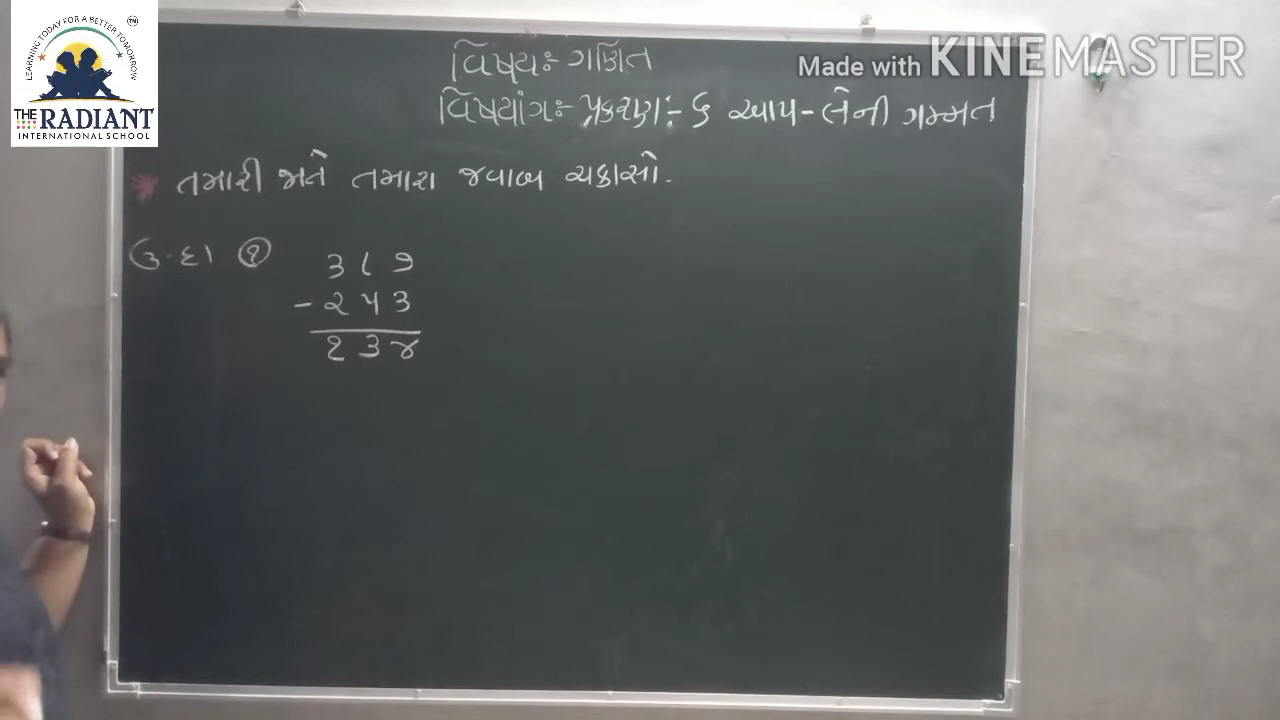 LEARNING TODAY FOR A BETTER TOMORROW
TM
THE RADIANT
INTERNATIONAL SCHOOL
Made with KINEMASTER
વિષય:- ગણિત
વિષયાંગ:- પ્રકરણ:- ૬ આપ-લેની ગમ્મત
* તમારી જાતે તમારા જવાબ ચકાસો.
ઉ.દા ૧
૩૮૭
- ૨૫૩
૧૩૪